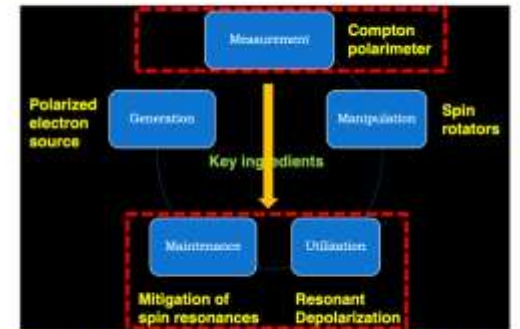 Measurement
Compton
polarimeter
Polarized
electron
source
Generation
Manipulation
Spin
rotators
Key ingredients
Maintenance
Utilization
Mitigation of
spin resonances
Resonant
Depolarization